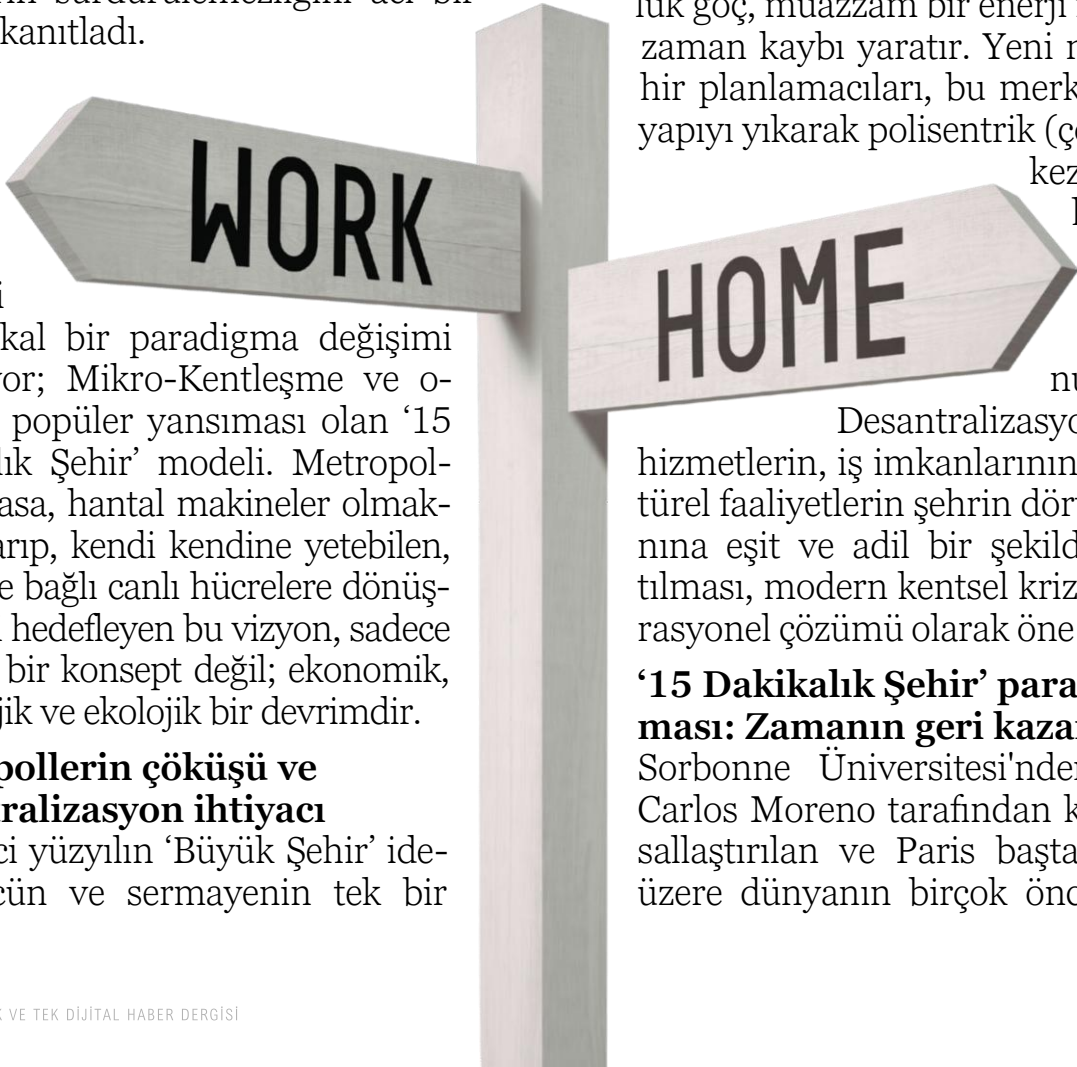 kanıtladı.
WORK
kal bir paradigma değişimi
yor; Mikro-Kentleşme ve o-
popüler yansıması olan ‘15
lık Şehir’ modeli. Metropol-
asa, hantal makineler olmak-
arıp, kendi kendine yetebilen,
e bağlı canlı hücrelere dönüş-
hedefleyen bu vizyon, sadece
bir konsept değil; ekonomik,
jik ve ekolojik bir devrimdir.
pollerin çöküşü ve
ralizasyon ihtiyacı
ci yüzyılın ‘Büyük Şehir’ ide-
cün ve sermayenin tek bir
VE TEK DİJİTAL HABER DERGİSİ
lük göç, muazzam bir enerji
zaman kaybı yaratır. Yeni
hir planlamacıları, bu merk
yapıyı yıkarak polisentrik (ç
kez
HOME
nu
Desantralizasyo
hizmetlerin, iş imkanlarının
türel faaliyetlerin şehrin dör
nına eşit ve adil bir şekild
tılması, modern kentsel kriz
rasyonel çözümü olarak öne
‘15 Dakikalık Şehir’ para
ması: Zamanın geri kaza
Sorbonne Üniversitesi'nde
Carlos Moreno tarafından k
sallaştırılan ve Paris başta
üzere dünyanın birçok önc